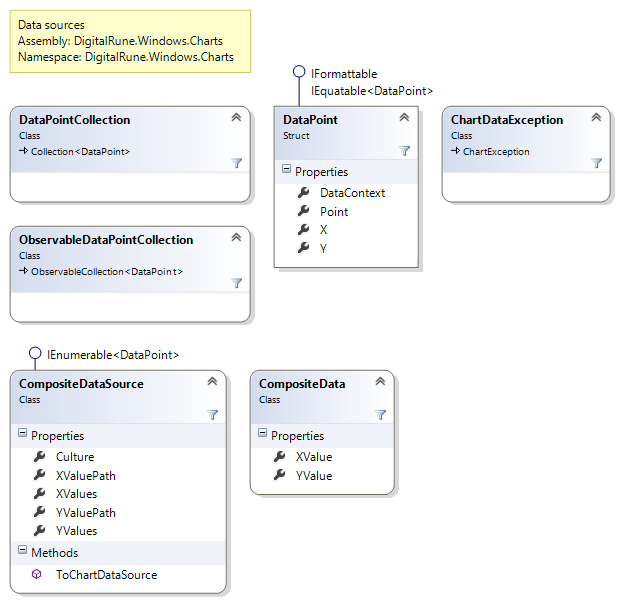 Data sources
Assembly: DigitalRune.Windows.Charts
Namespace: DigitalRune.Windows.Charts
IFormattable
IEquatable<DataPoint>
DataPointCollection
Class
Collection<DataPoint>
DataPoint
Struct
Properties
DataContext
Point
X
Y
ChartDataException
Class
ChartException
ObservableDataPointCollection
Class
ObservableCollection<DataPoint>
IEnumerable<DataPoint>
CompositeDataSource
Class
Properties
Culture
XValuePath
XValues
YValuePath
YValues
Methods
ToChartDataSource
CompositeData
Class
Properties
XValue
YValue